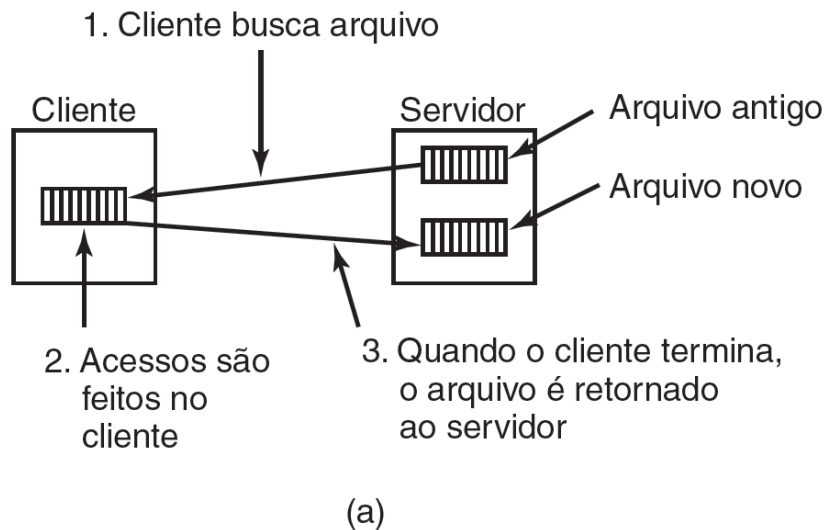 1. Cliente busca arquivo
Cliente
Servidor
Arquivo antigo
Arquivo novo
2. Acessos são
feitos no
cliente
3. Quando o cliente termina,
o arquivo é retornado
ao servidor
(a)